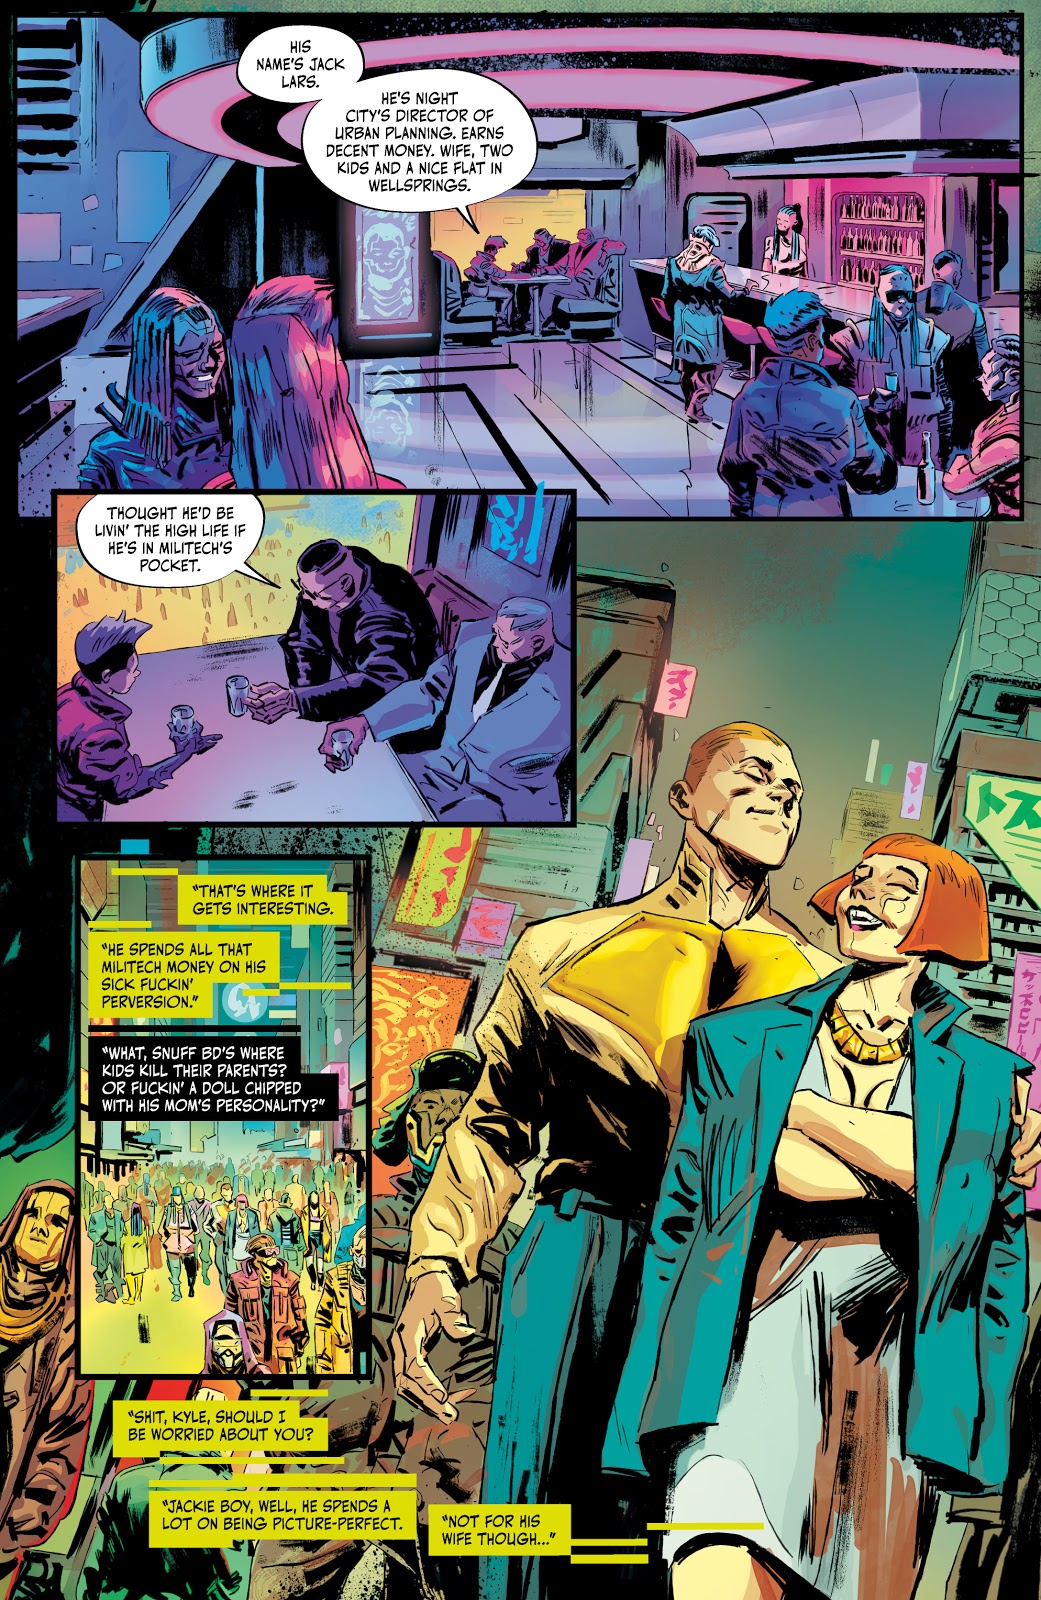 HIS
NAME'S JACK
LARS.
HE'S NIGHT
CITY'S DIRECTOR OF
URBAN PLANNING. EARNS
DECENT MONEY. WIFE, TWO
KIDS AND A NICE FLAT IN
WELLSPRINGS.
THOUGHT HE'D BE
LIVIN' THE HIGH LIFE IF
HE'S IN MILITECH'S
POCKET.
"THAT'S WHERE IT
GETS INTERESTING.
"HE SPENDS ALL THAT
MILITECH MONEY ON HIS
SICK FUCKIN'
PERVERSION."
"WHAT, SNUFF BD'S WHERE
KIDS KILL THEIR PARENTS?
OR FUCKIN' A DOLL CHIPPED
WITH HIS MOM'S PERSONALITY?"
"SHIT, KYLE, SHOULD I
BE WORRIED ABOUT YOU?
"JACKIE BOY, WELL, HE SPENDS A
LOT ON BEING PICTURE-PERFECT.
"NOT FOR HIS
WIFE THOUGH..."
トス